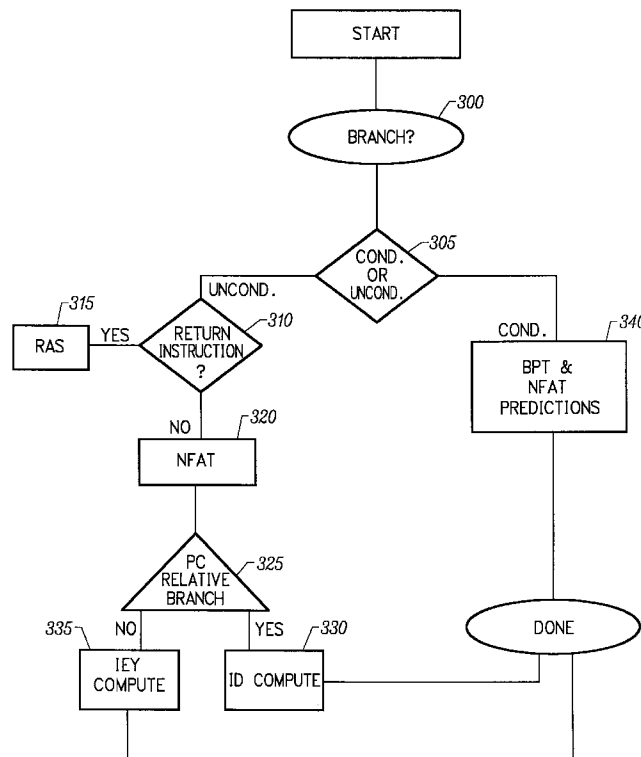 START
300
BRANCH?
305
COND.
OR
UNCOND.
UNCOND.
315
310
RAS
YES
RETURN
INSTRUCTION
?
COND.
340
BPT &
NFAT
PREDICTIONS
NO
320
NFAT
325
PC
RELATIVE
BRANCH
335
NO
YES
330
DONE
IEY
COMPUTE
ID COMPUTE